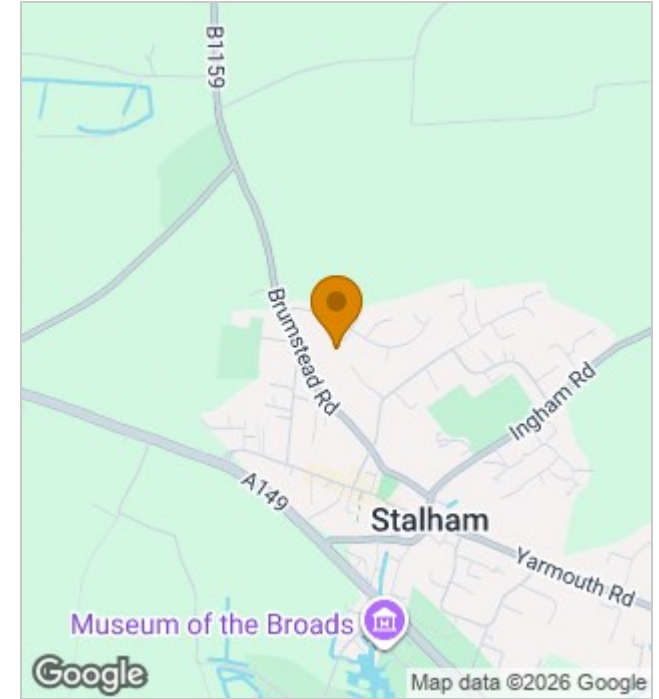 B1159
Brumstead Rd
Ingham Rd
A149
Stalham
Yarmouth Rd
Museum of the Broads
Google
Map data ©2026 Google